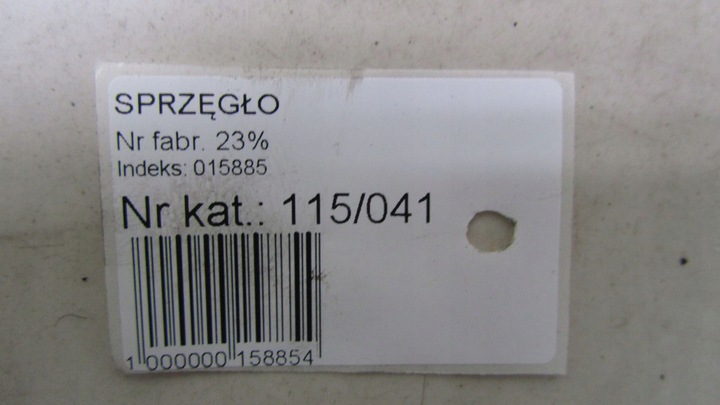 SPRZĘGŁO
Nr fabr. 23%
Indeks: 015885
Nr kat.: 115/041
1 000000 158854